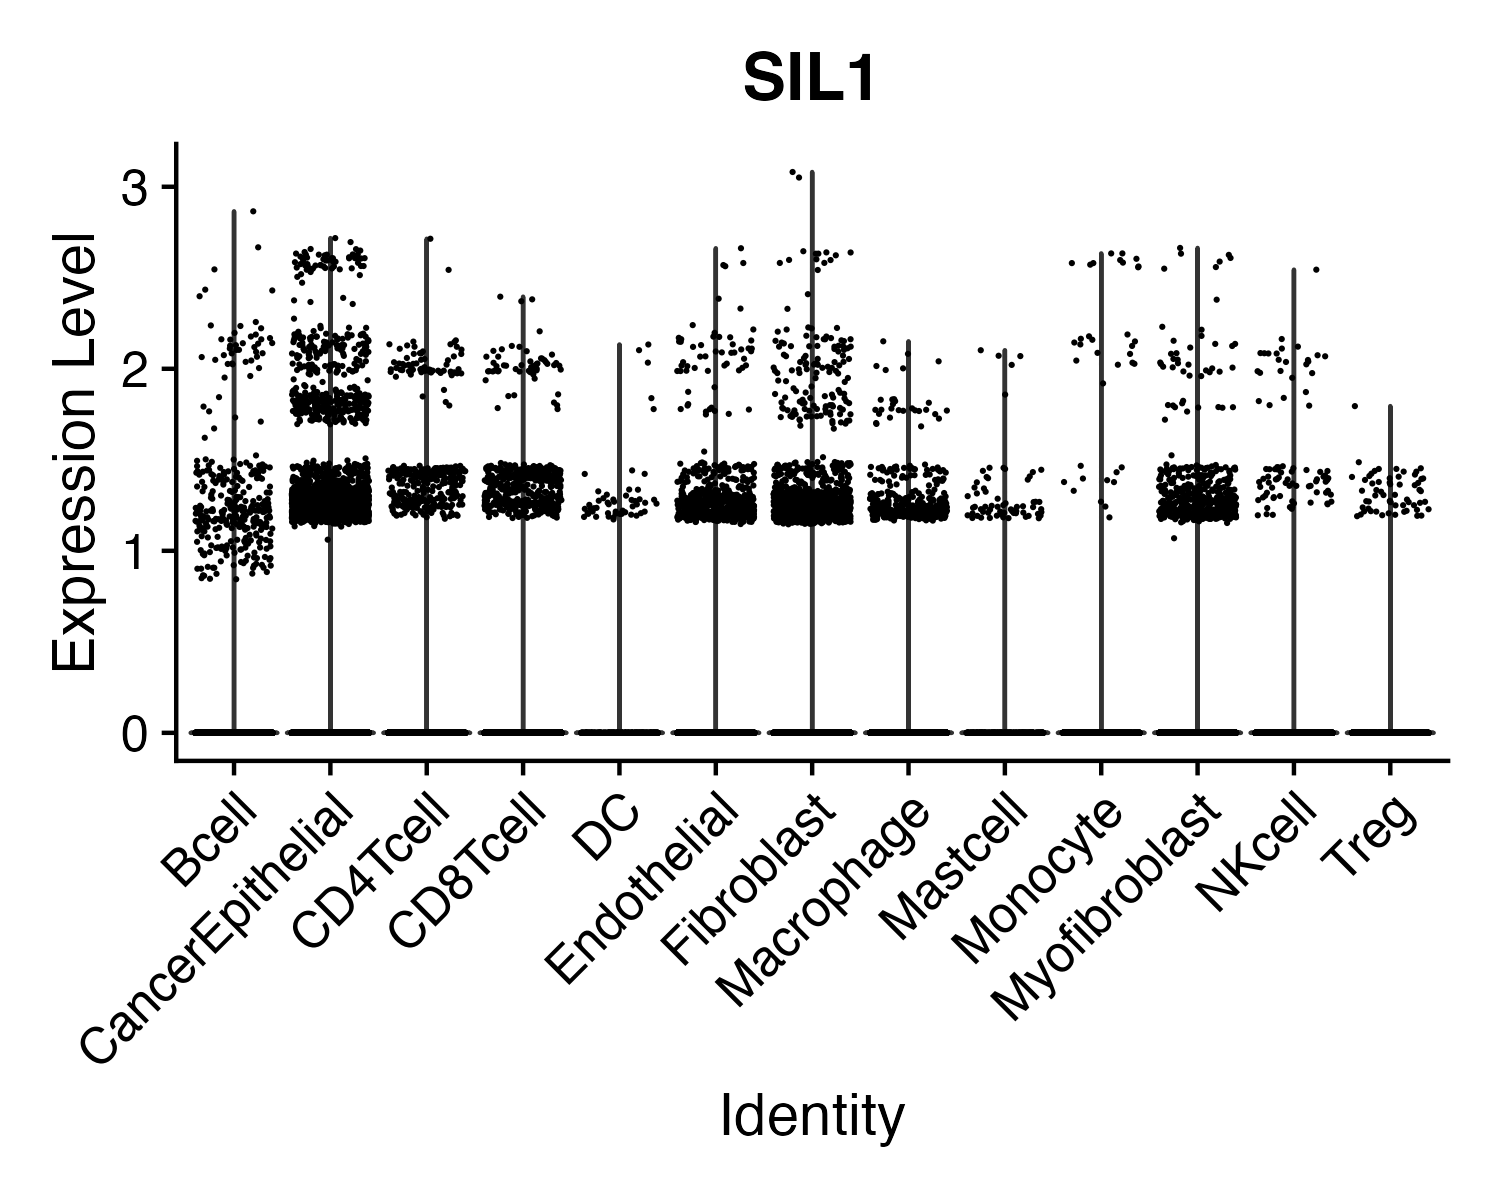 SIL1
Expression Level
3
2
1
0
Bcell
CancerEpithelial
CD4Tcell
CD8Tcell
DC
Endothelial
Fibroblast
Macrophage
Mastcell
Monocyte
Myofibroblast
NKcell
Treg
Identity